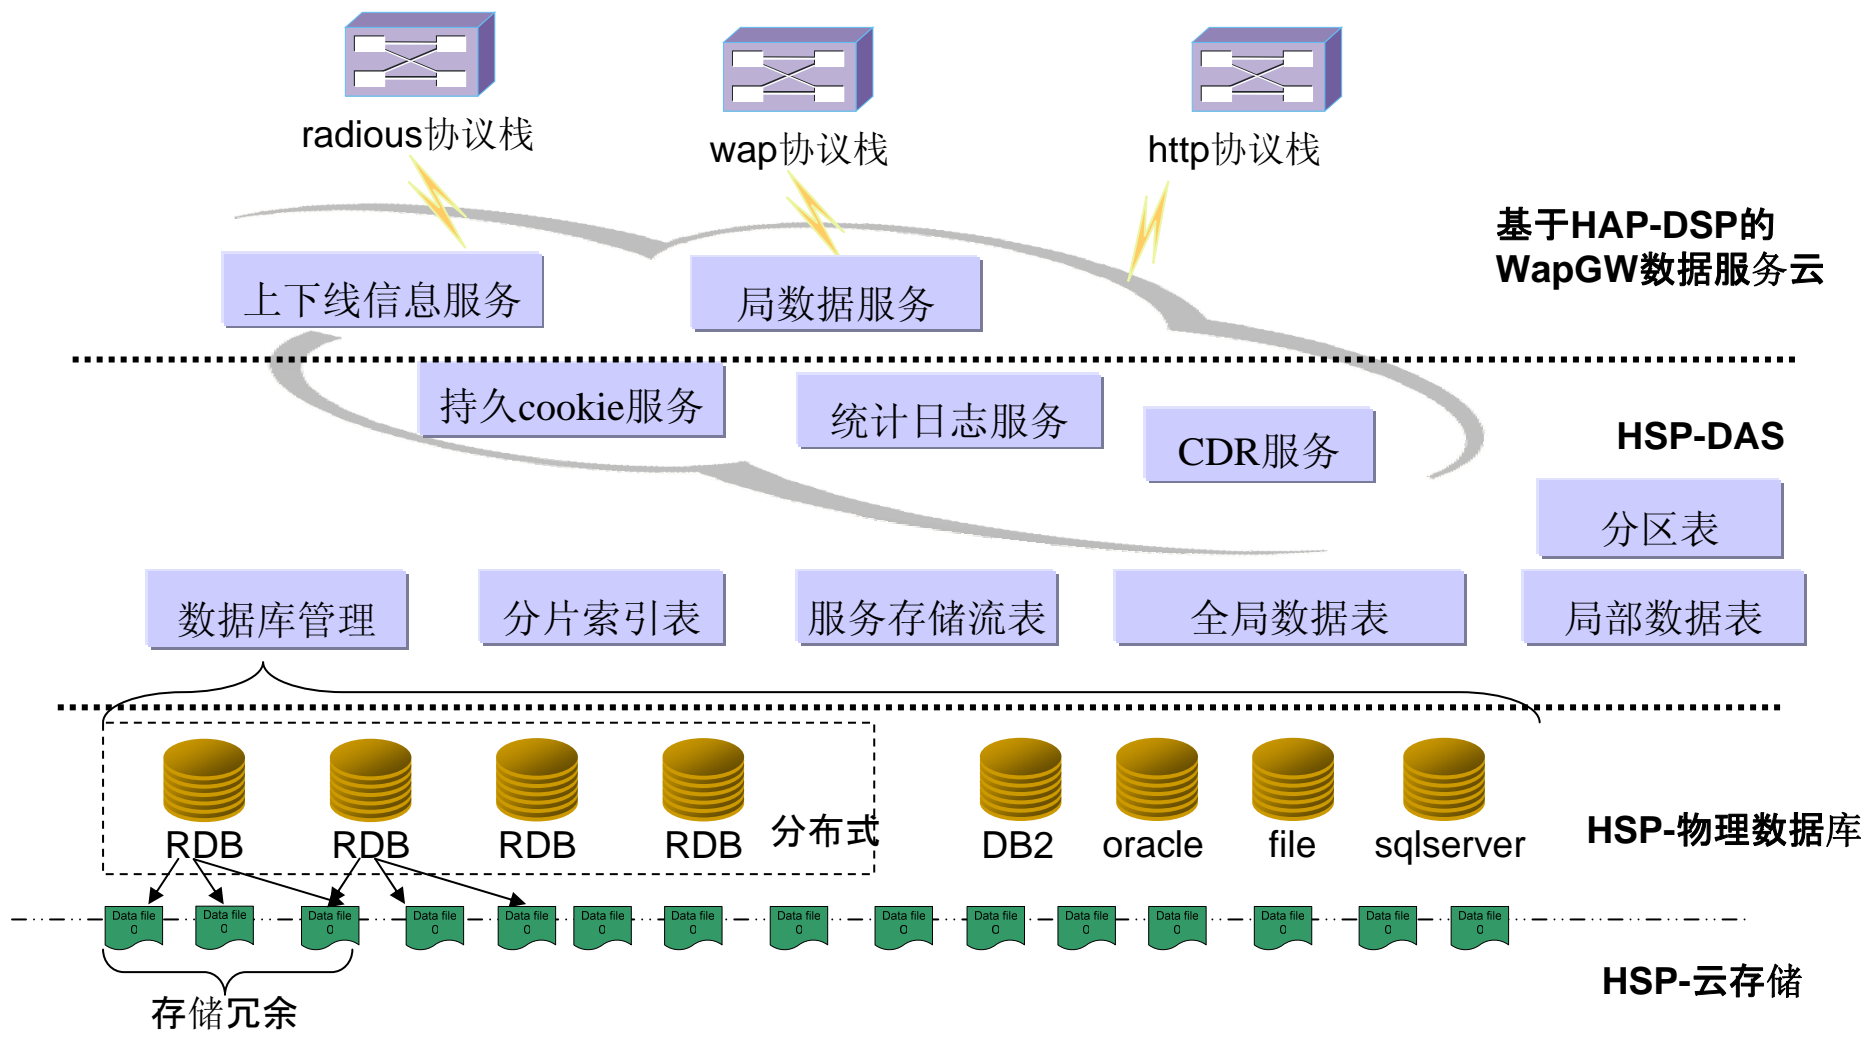 radious协议栈
wap协议栈
http协议栈
基于HAP-DSP的
WapGW数据服务云
上下线信息服务
局数据服务
持久cookie服务
统计日志服务
CDR服务
HSP-DAS
分区表
数据库管理
分片索引表
服务存储流表
全局数据表
局部数据表
RDB
RDB
RDB
RDB
分布式
DB2
oracle
file
sqlserver
HSP-物理数据库
Data file
0
Data file
0
Data file
0
Data file
0
Data file
0
Data file
0
Data file
0
Data file
0
Data file
0
Data file
0
Data file
0
Data file
0
Data file
0
Data file
0
Data file
0
存储冗余
HSP-云存储